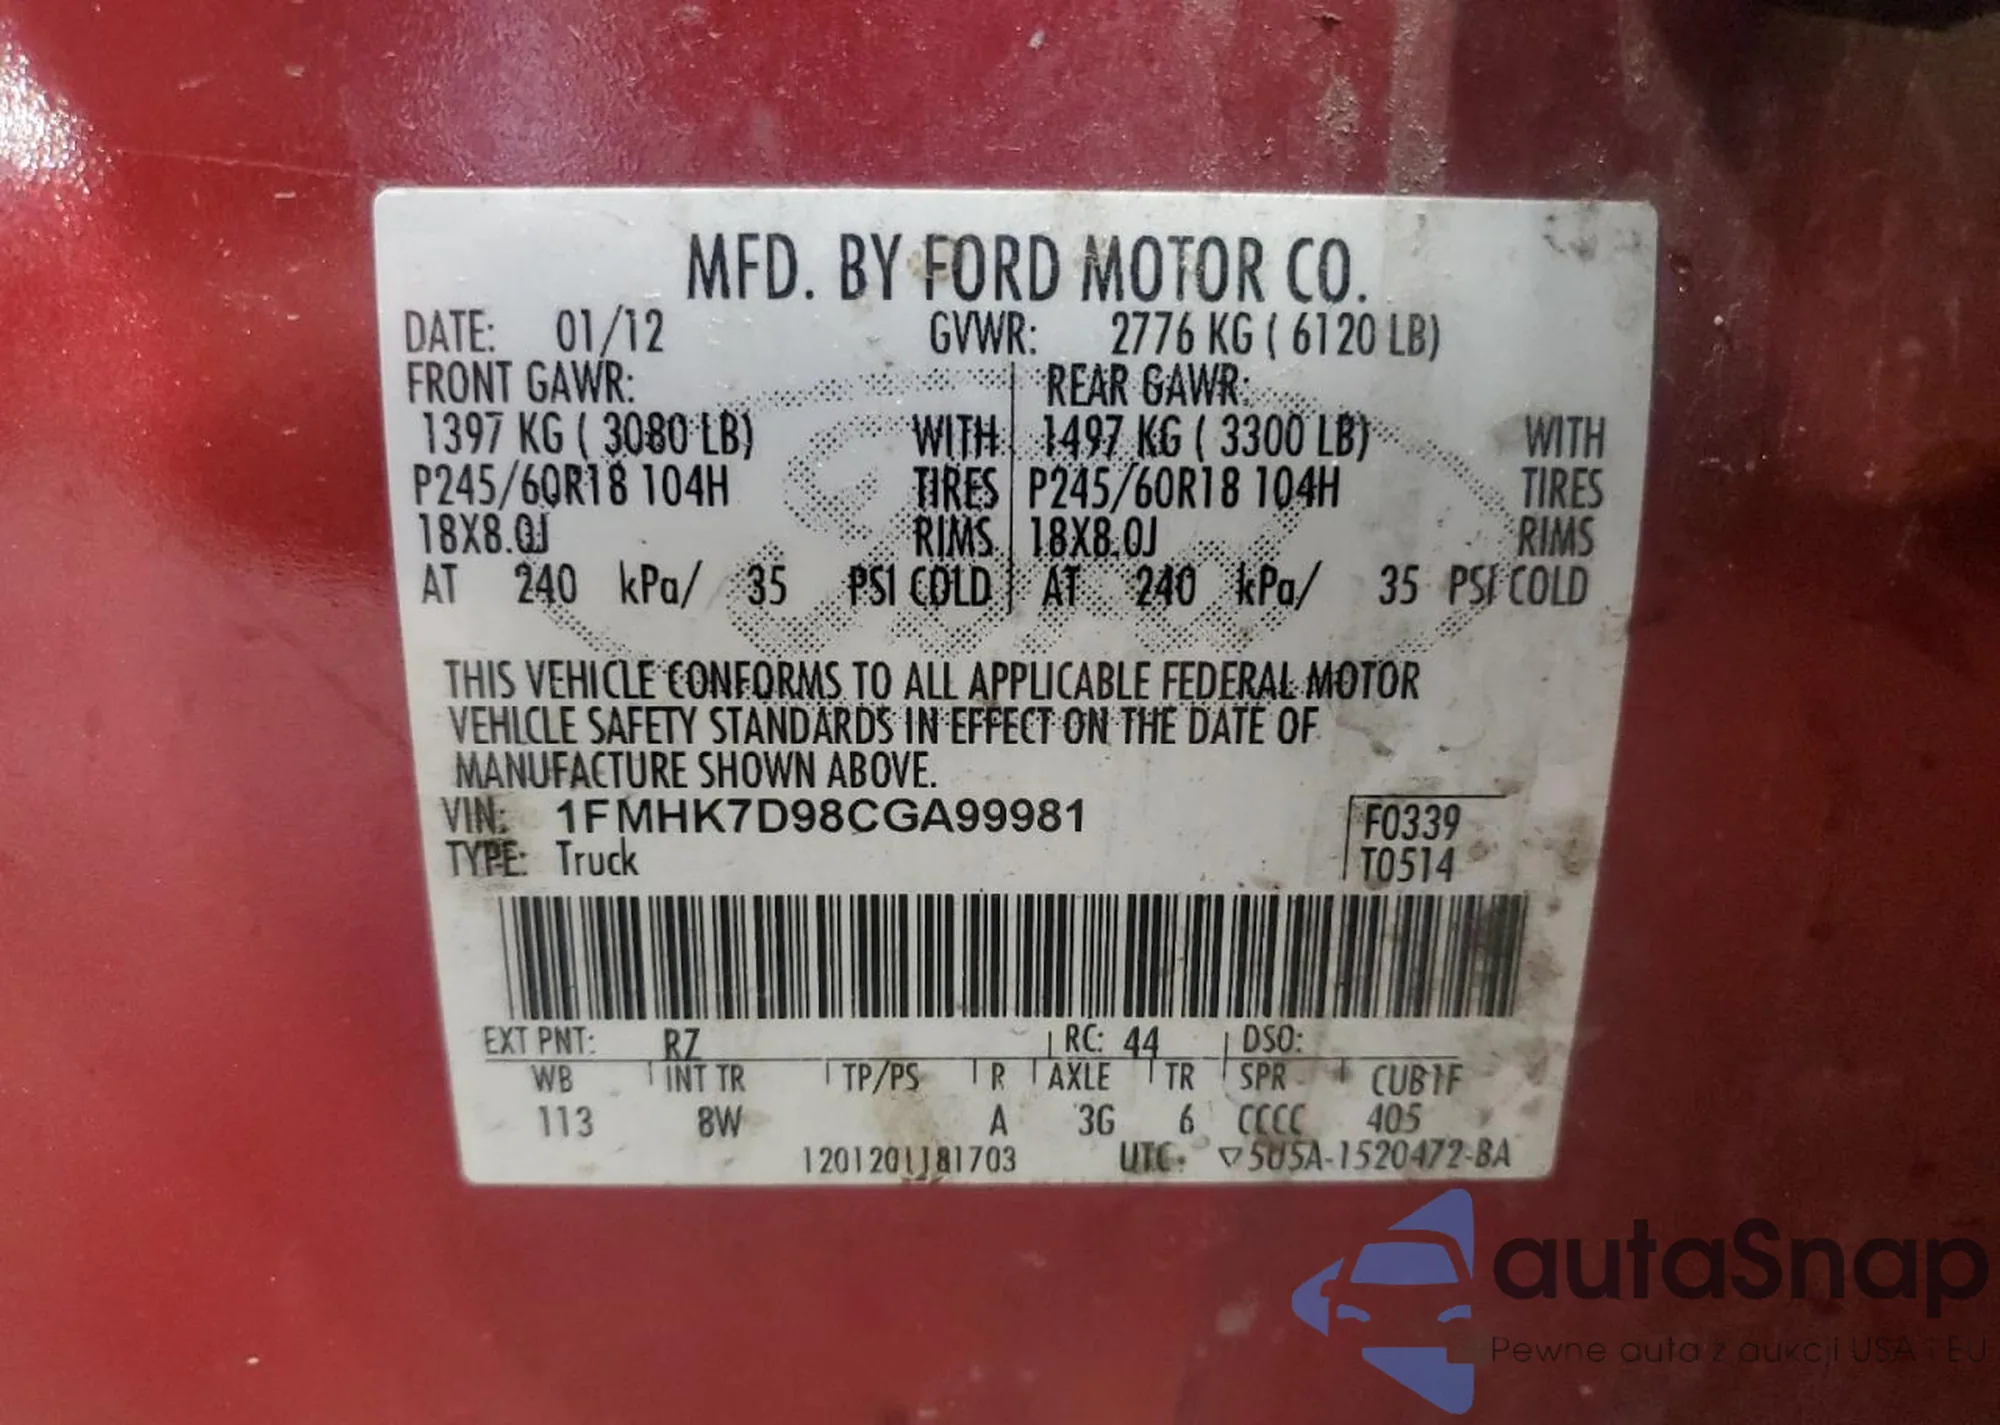 MFD. BY FORD MOTOR CO.
DATE: 01/12 GVWR: 2776 KG ( 6120 LB)
FRONT GAWR: REAR GAWR:
1397 KG ( 3080 LB) WITH 1497 KG ( 3300 LB) WITH
P245/60R18 104H TIRES P245/60R18 104H TIRES
18X8.0J RIMS 18X8.0J RIMS
AT 240 kPa/ 35 PSI COLD AT 240 kPa/ 35 PSI COLD
THIS VEHICLE CONFORMS TO ALL APPLICABLE FEDERAL MOTOR
VEHICLE SAFETY STANDARDS IN EFFECT ON THE DATE OF
MANUFACTURE SHOWN ABOVE.
VIN: 1FMHK7D98CGA99981 F0339
TYPE: Truck T0514
EXT PNT: RZ RC: 44 DSO:
WB INT TR TP/PS R AXLE TR SPR
113 8W A 3G 6 CCCC 405
UTC: ▽5U5A-1520472-BA
autaSnap
Pewne auta z aukcji USA i EU